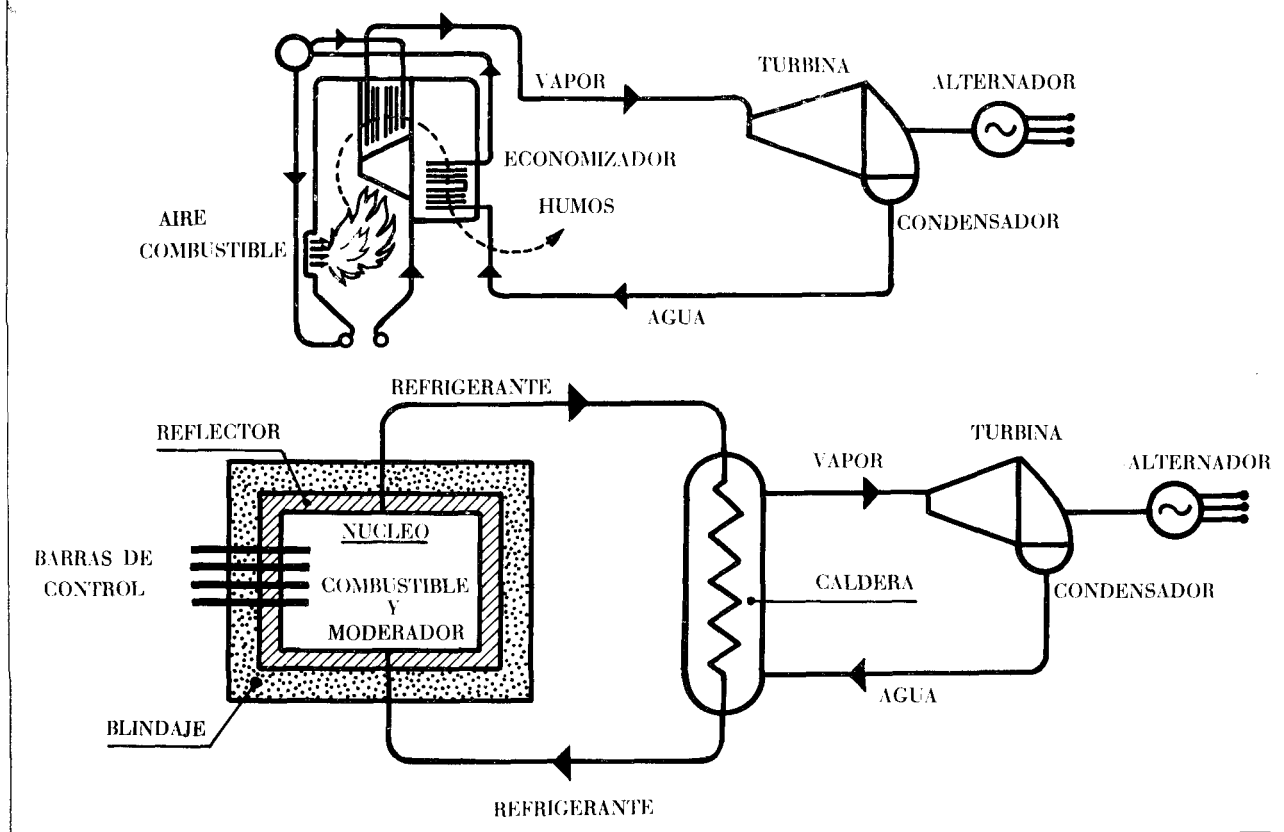 VAPOR
TURBINA
ALTERNADOR
ECONOMIZADOR
HUMOS
AIRE
COMBUSTIBLE
CONDENSADOR
AGUA
REFRIGERANTE
REFLECTOR
TURBINA
VAPOR
ALTERNADOR
NUCLEO
BARRAS DE
CONTROL
COMBUSTIBLE
Y
MODERADOR
CALDERA
CONDENSADOR
AGUA
BLINDAJE
REFRIGERANTE